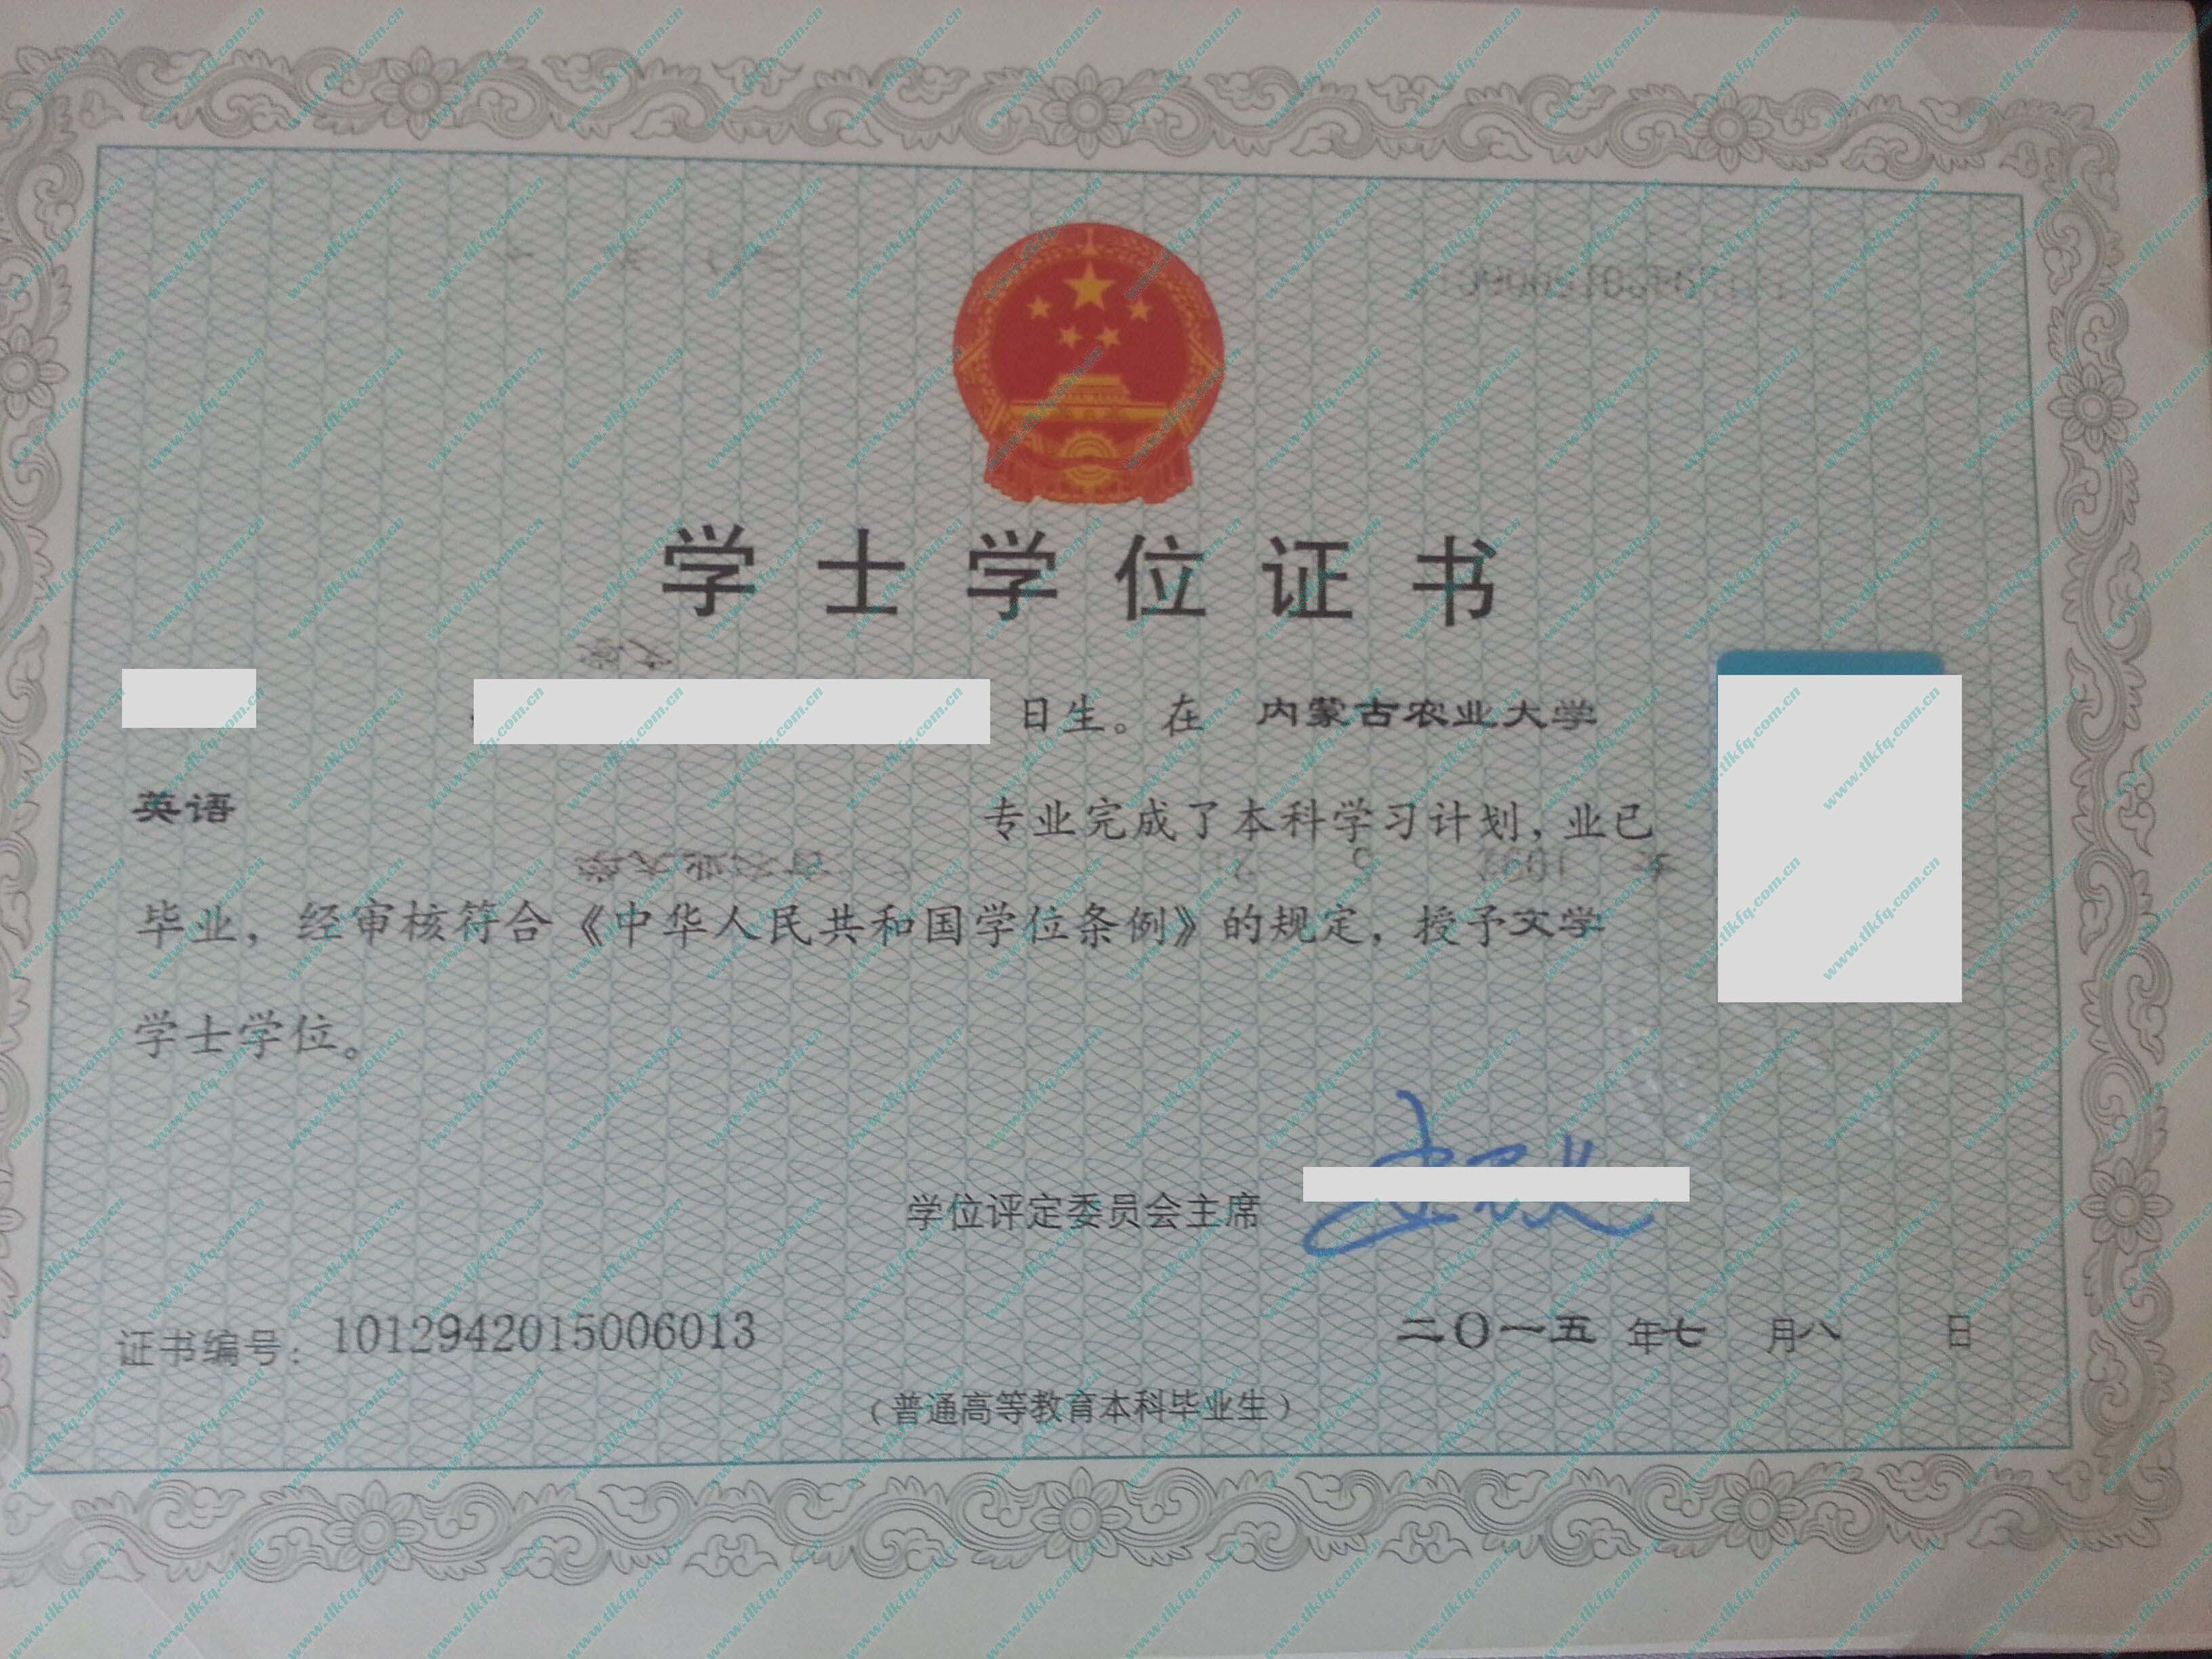 学士学位证书
日生。在 内蒙古农业大学
英语 专业完成了本科学习计划，业已
毕业，经审核符合《中华人民共和国学位条例》的规定，授予文学
学士学位。
学位评定委员会主席
证书编号：1012942015006013 二〇一五年七月八日
（普通高等教育本科毕业生）
www.tlkfq.com.cn